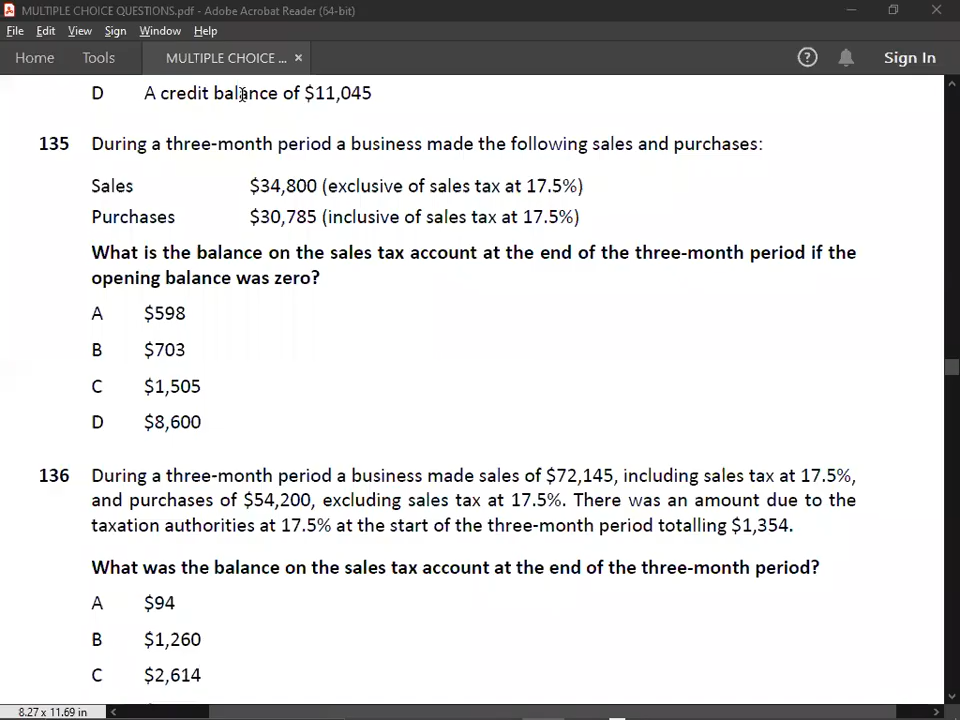 MULTIPLE CHOICE QUESTIONS.pdf - Adobe Acrobat Reader (64-bit)
File Edit View Sign Window Help
Home Tools MULTIPLE CHOICE ... × ? Sign In
D A credit balance of $11,045
135 During a three-month period a business made the following sales and purchases:
Sales $34,800 (exclusive of sales tax at 17.5%)
Purchases $30,785 (inclusive of sales tax at 17.5%)
What is the balance on the sales tax account at the end of the three-month period if the
opening balance was zero?
A $598
B $703
C $1,505
D $8,600
136 During a three-month period a business made sales of $72,145, including sales tax at 17.5%,
and purchases of $54,200, excluding sales tax at 17.5%. There was an amount due to the
taxation authorities at 17.5% at the start of the three-month period totalling $1,354.
What was the balance on the sales tax account at the end of the three-month period?
A $94
B $1,260
C $2,614
8.27 x 11.69 in